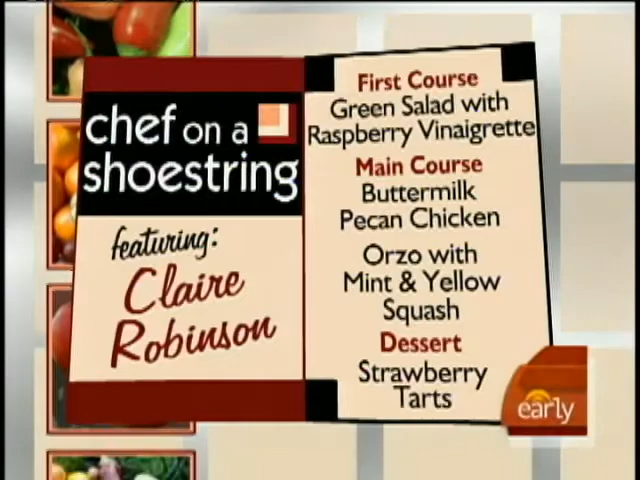 chef on a
shoestring
featuring:
Claire
Robinson
First Course
Green Salad with
Raspberry Vinaigrette
Main Course
Buttermilk
Pecan Chicken
Orzo with
Mint & Yellow
Squash
Dessert
Strawberry
Tarts
early